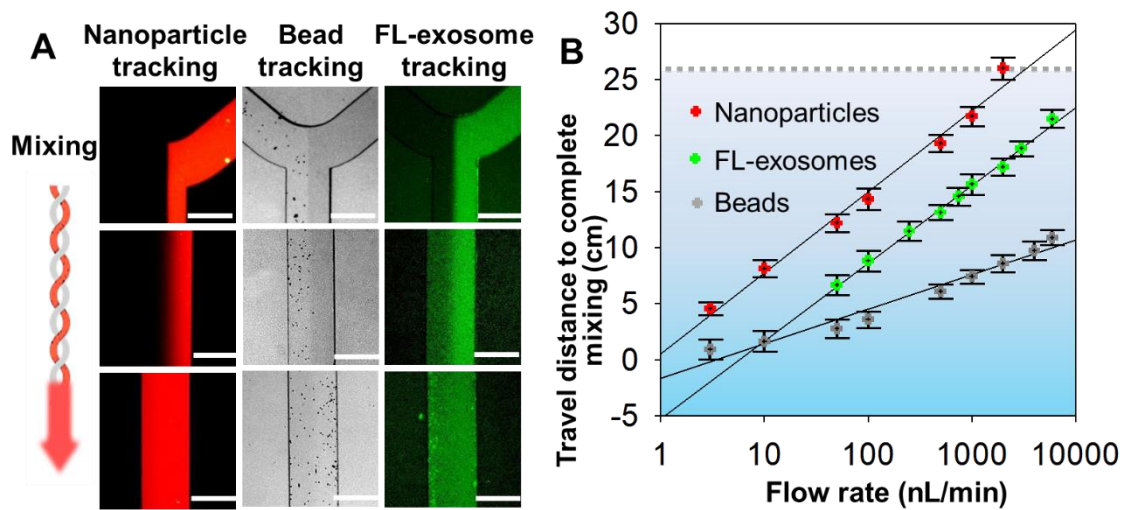 A
Nanoparticle
tracking
Bead
tracking
FL-exosome
tracking
Mixing
B
Travel distance to complete
mixing (cm)
30
25
20
15
10
5
0
-5
Nanoparticles
FL-exosomes
Beads
1
10
100
1000
10000
Flow rate (nL/min)